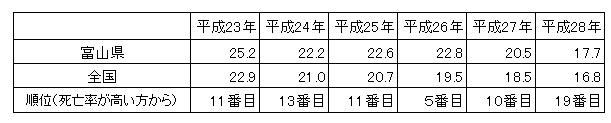 平成23年 平成24年 平成25年 平成26年 平成27年 平成28年
富山県 25.2 22.2 22.6 22.8 20.5 17.7
全国 22.9 21.0 20.7 19.5 18.5 16.8
順位(死亡率が高い方から) 11番目 13番目 11番目 5番目 10番目 19番目